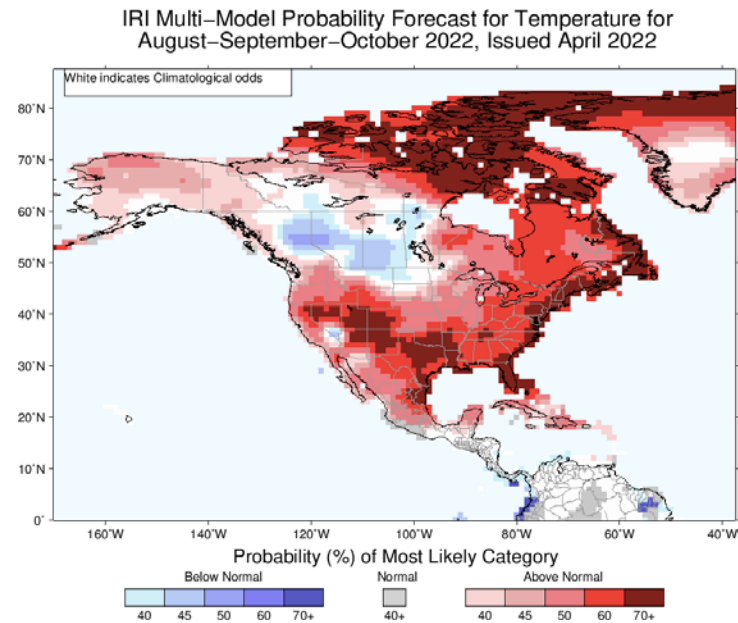 IRI Multi−Model Probability Forecast for Temperature for
August−September−October 2022, Issued April 2022
White indicates Climatological odds
80˚N
70˚N
60˚N
50˚N
40˚N
30˚N
20˚N
10˚N
0˚
160˚W 140˚W 120˚W 100˚W 80˚W 60˚W 40˚W
Probability (%) of Most Likely Category
Below Normal Normal Above Normal
40 45 50 60 70+ 40+ 40 45 50 60 70+